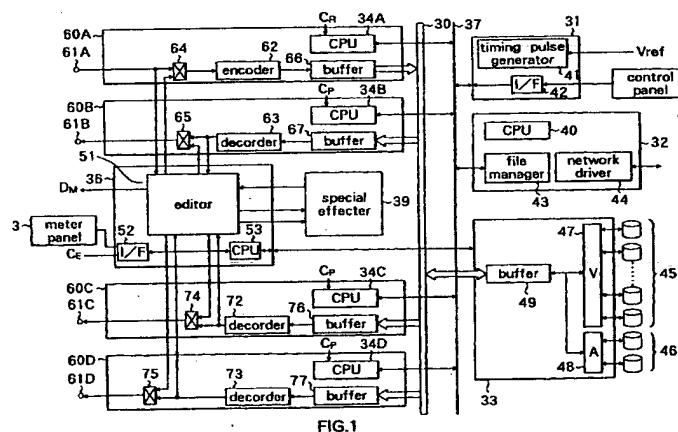 60A
61A
64
62
encoder
CR
34A
CPU
66
buffer
30
37
31
timing pulse generator
41
Vref
I/F
42
control panel
60B
61B
65
63
decorder
CP
34B
CPU
67
buffer
CPU
40
32
file manager
43
network driver
44
51
36
DM
editor
special effecter
39
3
meter panel
52
I/F
CE
53
CPU
47
V
45
buffer
49
A
48
46
33
60C
61C
74
72
decorder
CP
34C
CPU
76
buffer
60D
61D
75
73
decorder
CP
34D
CPU
77
buffer
FIG.1